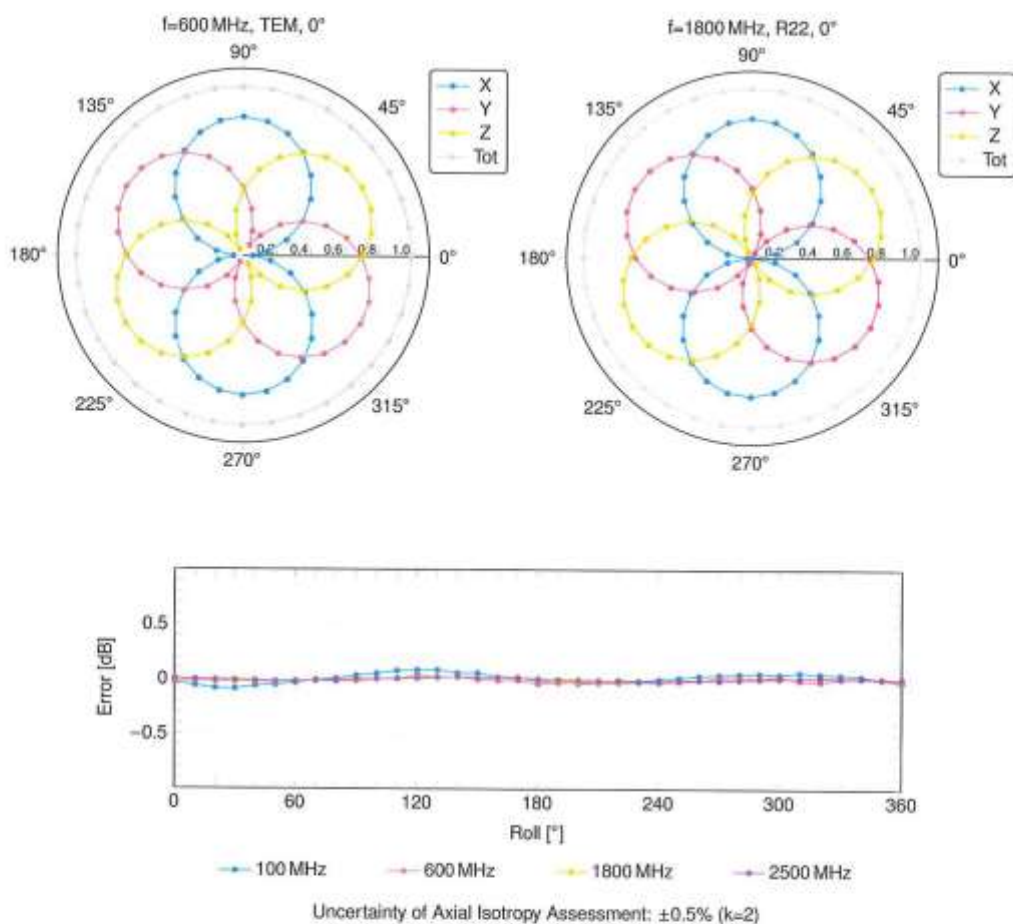 f=600 MHz, TEM, 0°
f=1800 MHz, R22, 0°
90°
135°
45°
X
Y
Z
Tot
180°
0.2 0.4 0.6 0.8 1.0
0°
225°
315°
270°
90°
135°
45°
X
Y
Z
Tot
180°
0.2 0.4 0.6 0.8 1.0
0°
225°
315°
270°
Error [dB]
0.5
0
−0.5
0 60 120 180 240 300 360
Roll [°]
100 MHz 600 MHz 1800 MHz 2500 MHz
Uncertainty of Axial Isotropy Assessment: ±0.5% (k=2)